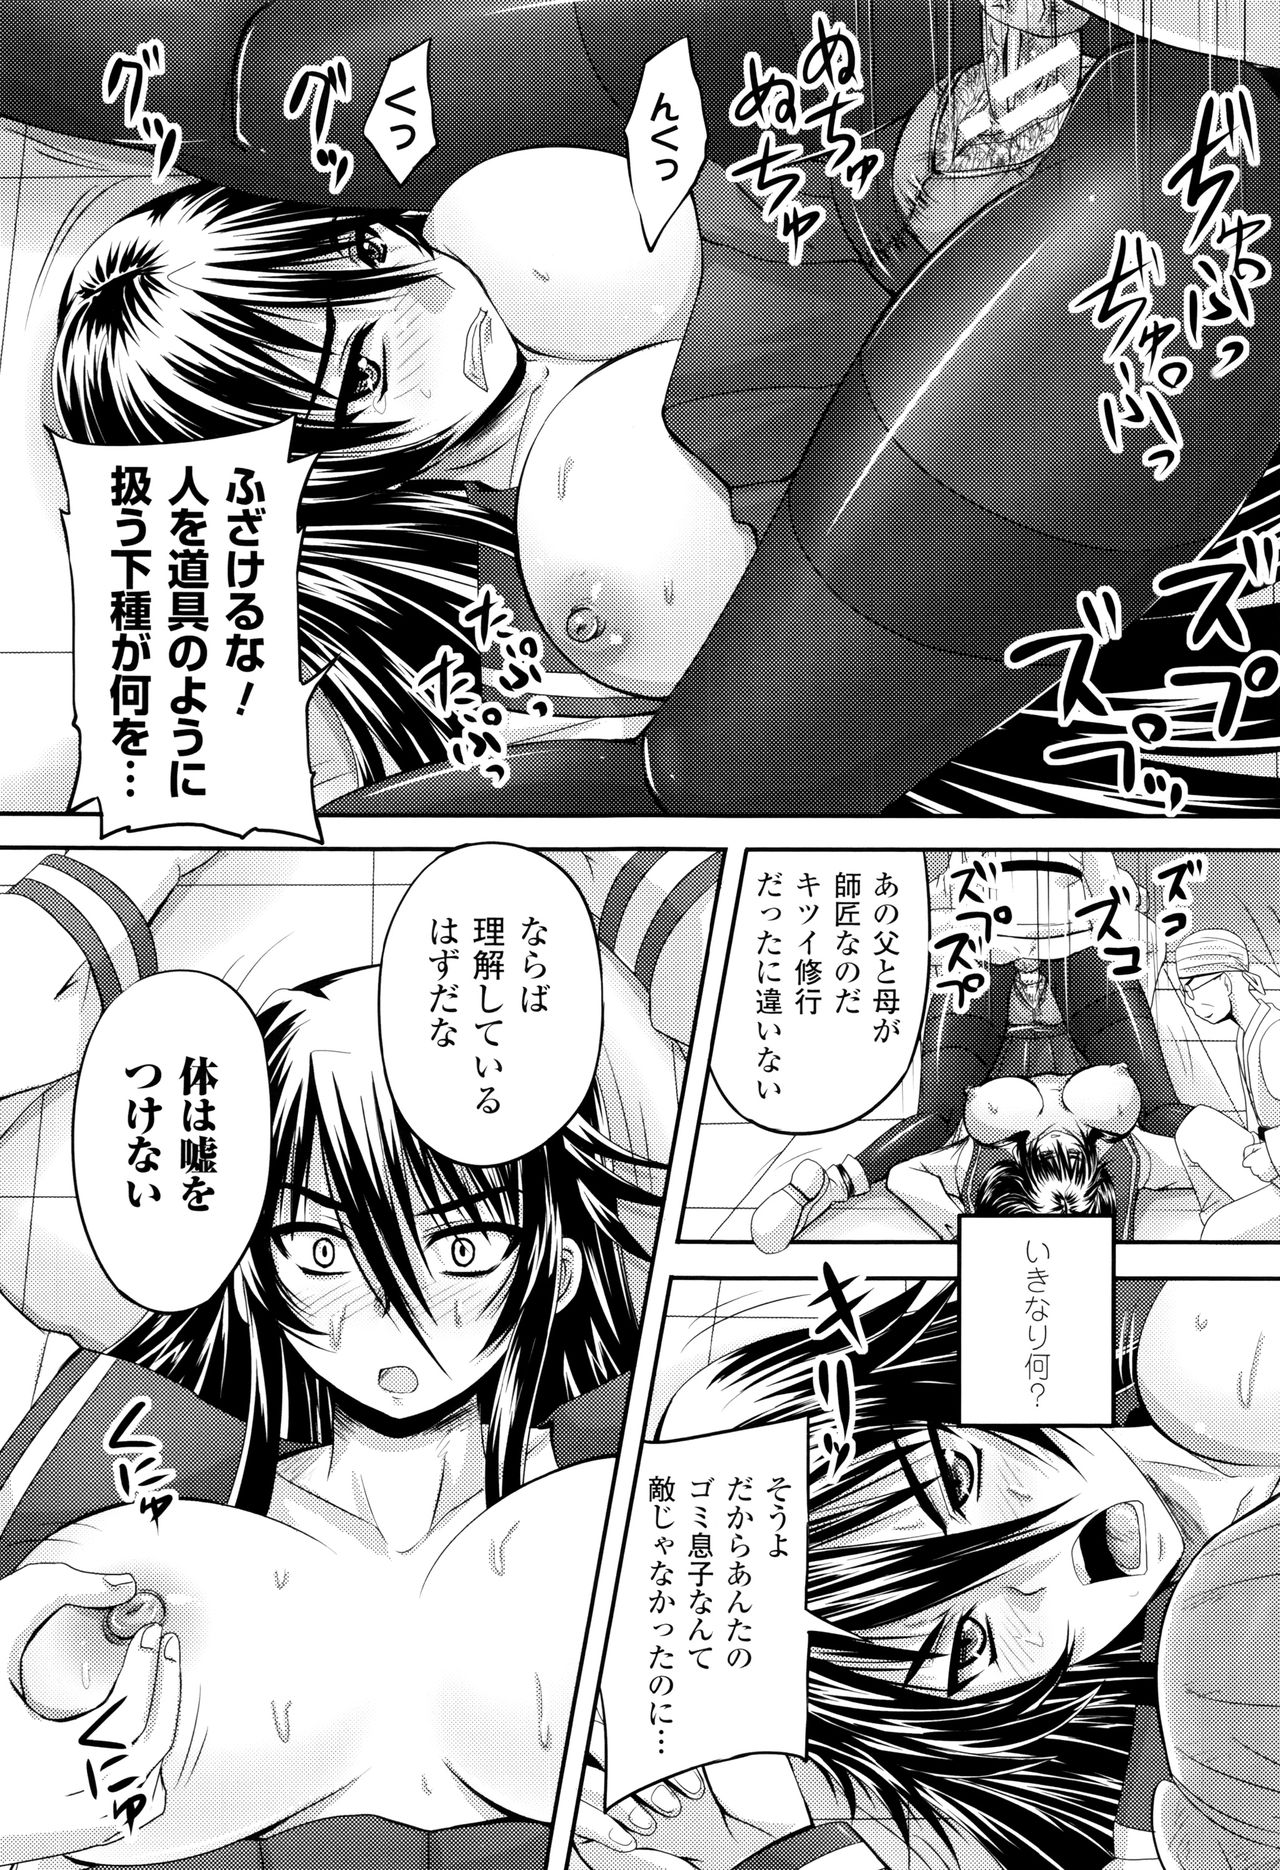 ぢゅぷっ
ぢゅぷっ
ぬちゅ
ぬちゅ
んくっ
くっ
グッ
グッ
ズプ
ズプッ
たぷっ
たぷっ
ふざけるな！
人を道具のように
扱う下種が何を…
ズコ
ズコ
ズプ
ズプ
あの父と母が
師匠なのだ
キツイ修行
だったに違いない
いきなり何？
キッ
そうよ
だからあんたの
ゴミ息子なんて
敵じゃなかったのに…
ならば
理解している
はずだな
体は嘘を
つけない
くにゅ
くにゅ